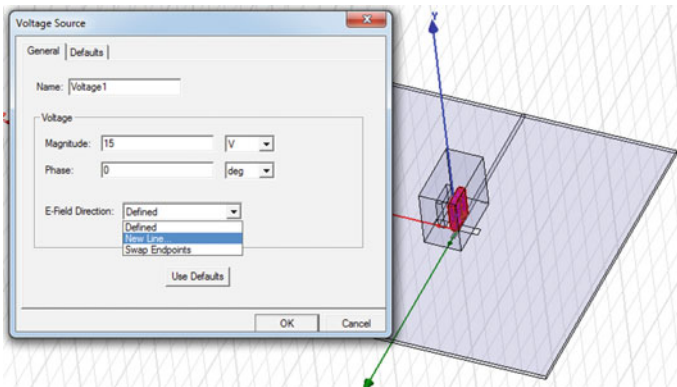 Voltage Source
General Defaults
Name: Voltage1
Voltage
Magnitude: 15 V
Phase: 0 deg
E-Field Direction: Defined
Defined
New Line...
Swap Endpoints
Use Defaults
OK Cancel
Y